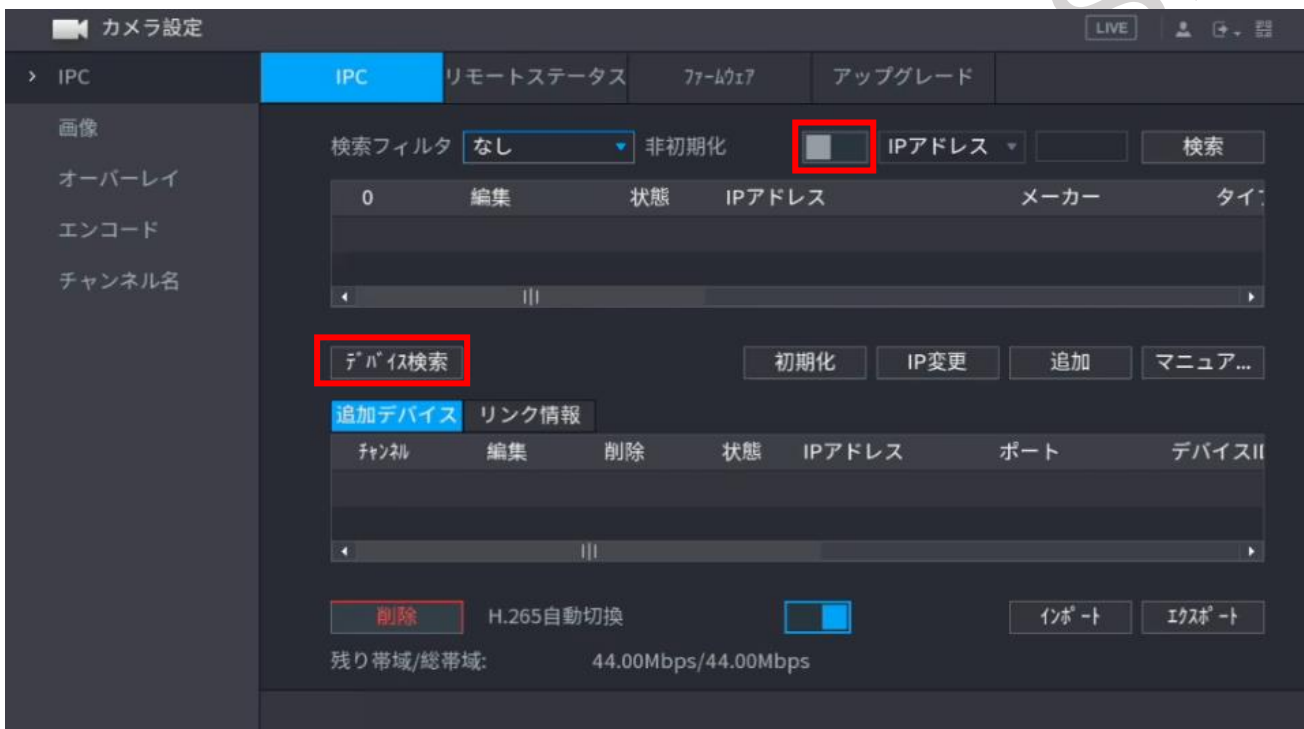 カメラ設定 LIVE
IPC
画像
オーバーレイ
エンコード
チャンネル名
IPC リモートステータス ﾌｧｰﾑｳｪｱ アップグレード
検索フィルタ なし 非初期化 IPアドレス 検索
0 編集 状態 IPアドレス メーカー タイ
ﾃﾞﾊﾞｲｽ検索 初期化 IP変更 追加 マニュア...
追加デバイス リンク情報
ﾁｬﾝﾈﾙ 編集 削除 状態 IPアドレス ポート デバイスI
削除 H.265自動切換 ｲﾝﾎﾟｰﾄ ｴｸｽﾎﾟｰﾄ
残り帯域/総帯域: 44.00Mbps/44.00Mbps